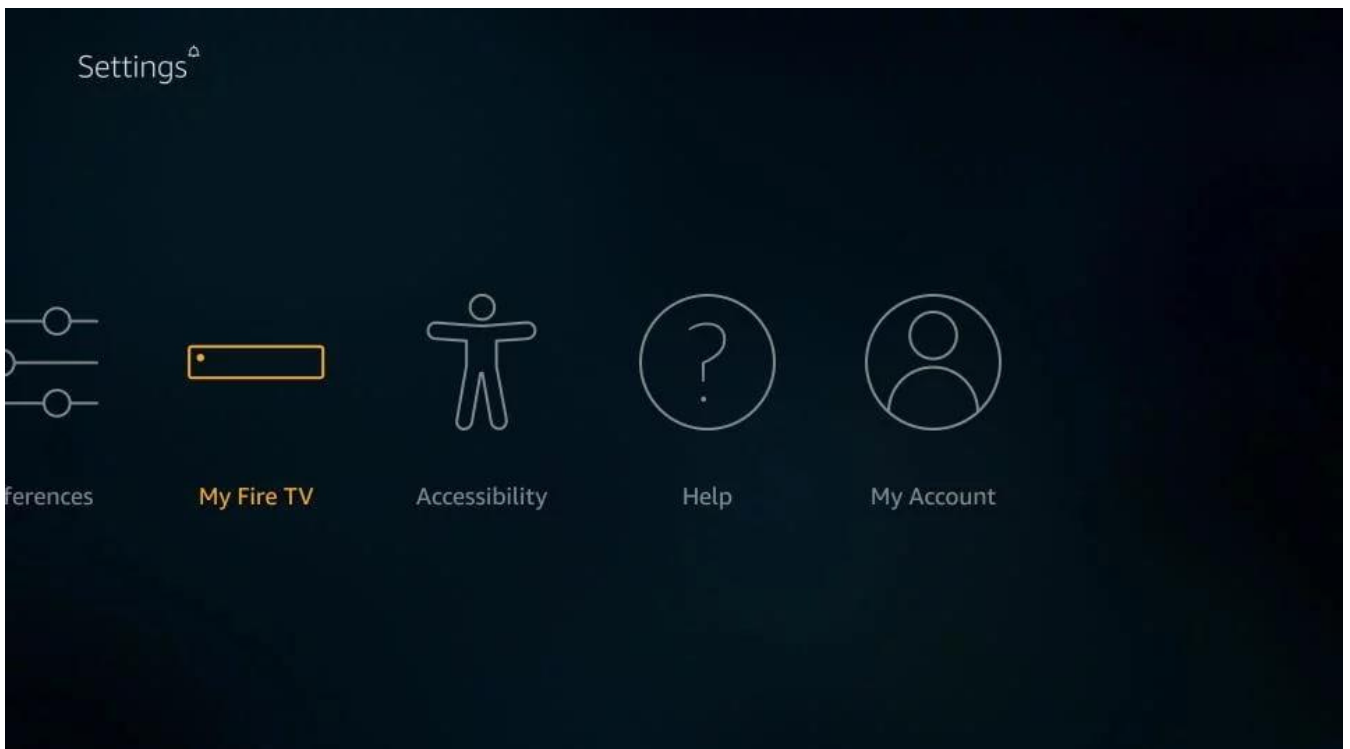 Settings
ferences
My Fire TV
Accessibility
Help
My Account